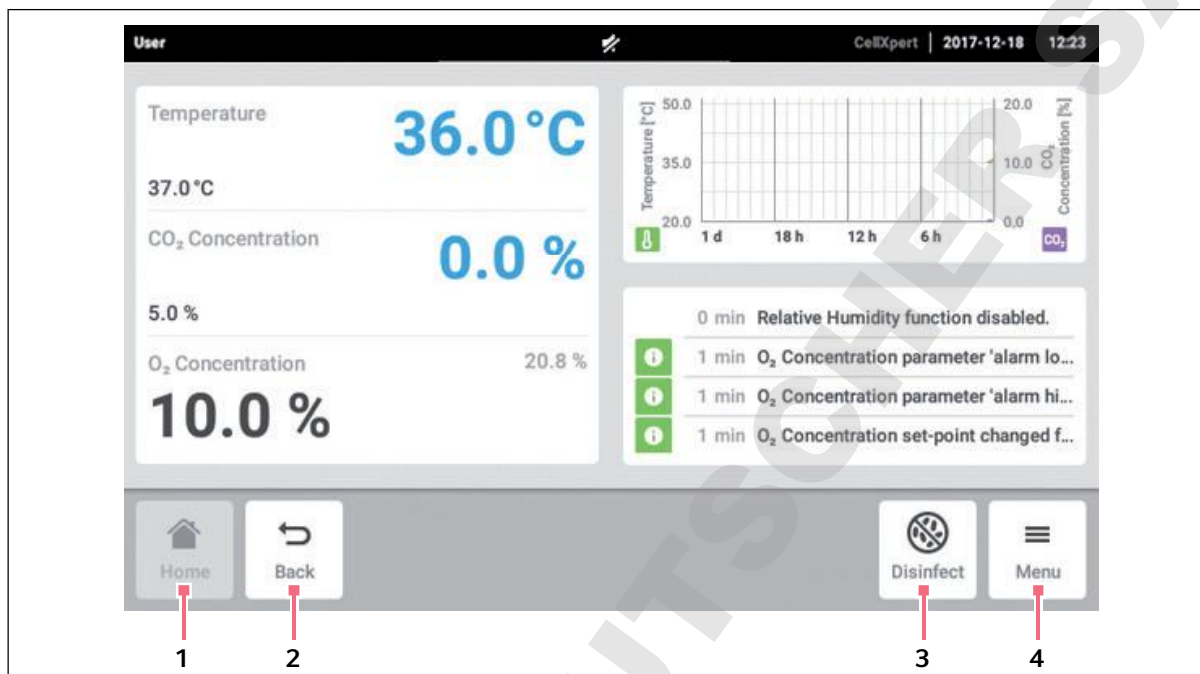 User
CellXpert | 2017-12-18 12:23
Temperature
36.0°C
37.0°C
CO₂ Concentration
0.0 %
5.0 %
O₂ Concentration
20.8 %
10.0 %
Temperature [°C]
50.0
35.0
20.0
1 d 18 h 12 h 6 h
20.0
10.0
0.0
CO₂
Concentration [%]
CO₂
0 min Relative Humidity function disabled.
1 min O₂ Concentration parameter 'alarm lo...
1 min O₂ Concentration parameter 'alarm hi...
1 min O₂ Concentration set-point changed f...
Home
Back
Disinfect
Menu
1
2
3
4